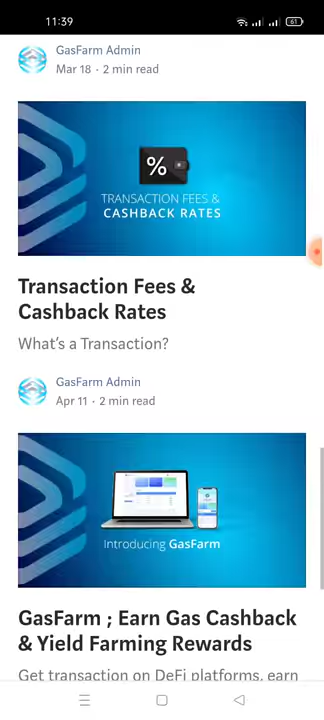 11:39
61
GasFarm Admin
Mar 18 · 2 min read
%
TRANSACTION FEES &
CASHBACK RATES
Transaction Fees &
Cashback Rates
What's a Transaction?
GasFarm Admin
Apr 11 · 2 min read
Introducing GasFarm
GasFarm ; Earn Gas Cashback
& Yield Farming Rewards
Get transaction on DeFi platforms, earn